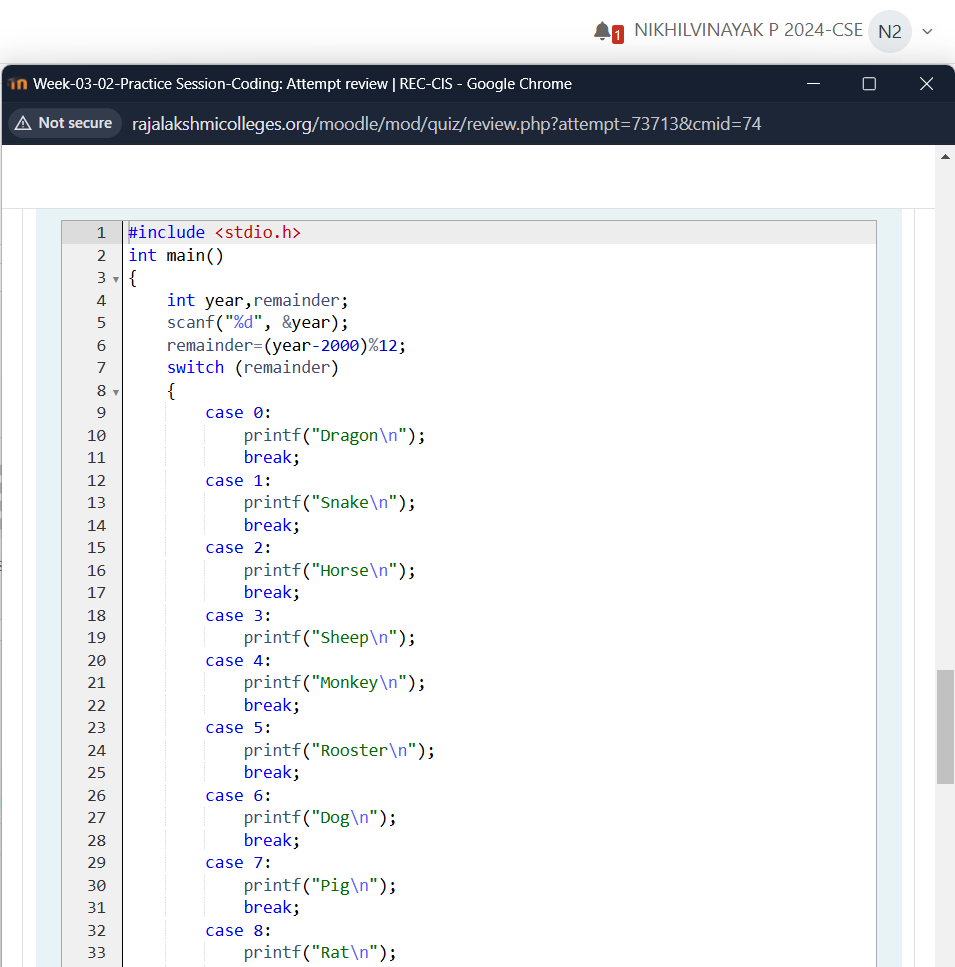 1 NIKHILVINAYAK P 2024-CSE N2
Week-03-02-Practice Session-Coding: Attempt review | REC-CIS - Google Chrome
Not secure rajalakshmicolleges.org/moodle/mod/quiz/review.php?attempt=73713&cmid=74
1 #include <stdio.h>
2 int main()
3 {
4     int year,remainder;
5     scanf("%d", &year);
6     remainder=(year-2000)%12;
7     switch (remainder)
8     {
9         case 0:
10             printf("Dragon\n");
11             break;
12         case 1:
13             printf("Snake\n");
14             break;
15         case 2:
16             printf("Horse\n");
17             break;
18         case 3:
19             printf("Sheep\n");
20         case 4:
21             printf("Monkey\n");
22             break;
23         case 5:
24             printf("Rooster\n");
25             break;
26         case 6:
27             printf("Dog\n");
28             break;
29         case 7:
30             printf("Pig\n");
31             break;
32         case 8:
33             printf("Rat\n");